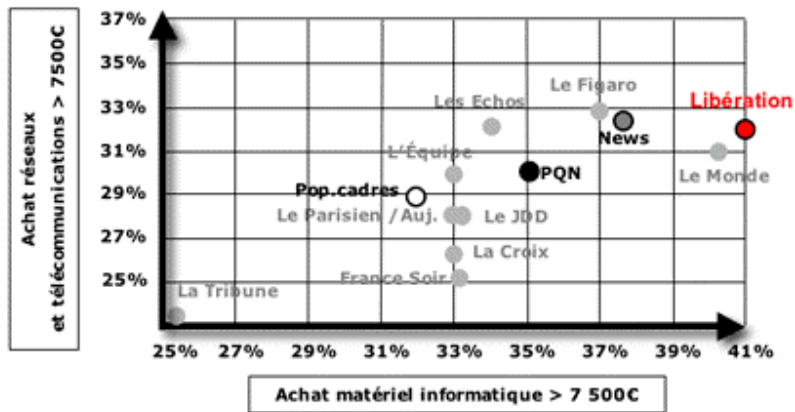 37%
35%
33%
31%
29%
27%
25%
Achat réseaux
et télécommunications > 7500€
Le Figaro
Les Echos
Libération
News
L'Équipe
PQN
Le Monde
Pop.cadres
Le Parisien /Auj.
Le JDD
La Croix
France Soir
La Tribune
25% 27% 29% 31% 33% 35% 37% 39% 41%
Achat matériel informatique > 7 500€